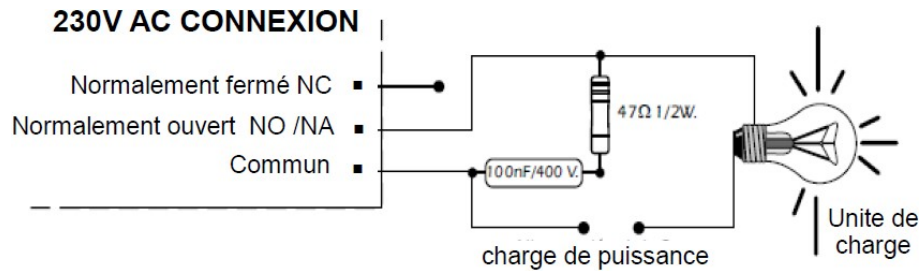 230V AC CONNEXION
Normalement fermé NC
Normalement ouvert NO /NA
Commun
47Ω 1/2W.
100nF/400 V.
charge de puissance
Unite de
charge